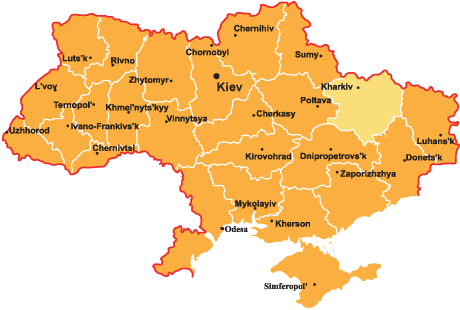 Chernihiv
Chornobyl
Sumy
Luts'k
Rivno
Zhytomyr
Kiev
Kharkiv
L'vov
Ternopol'
Khmel'nyts'kyy
Poltava
Cherkasy
Vinnytsya
Uzhhorod
Ivano-Frankivs'k
Luhans'k
Chernivtsi
Kirovohrad
Dnipropetrovs'k
Donets'k
Zaporizhzhya
Mykolayiv
Kherson
Odesa
Simferopol'